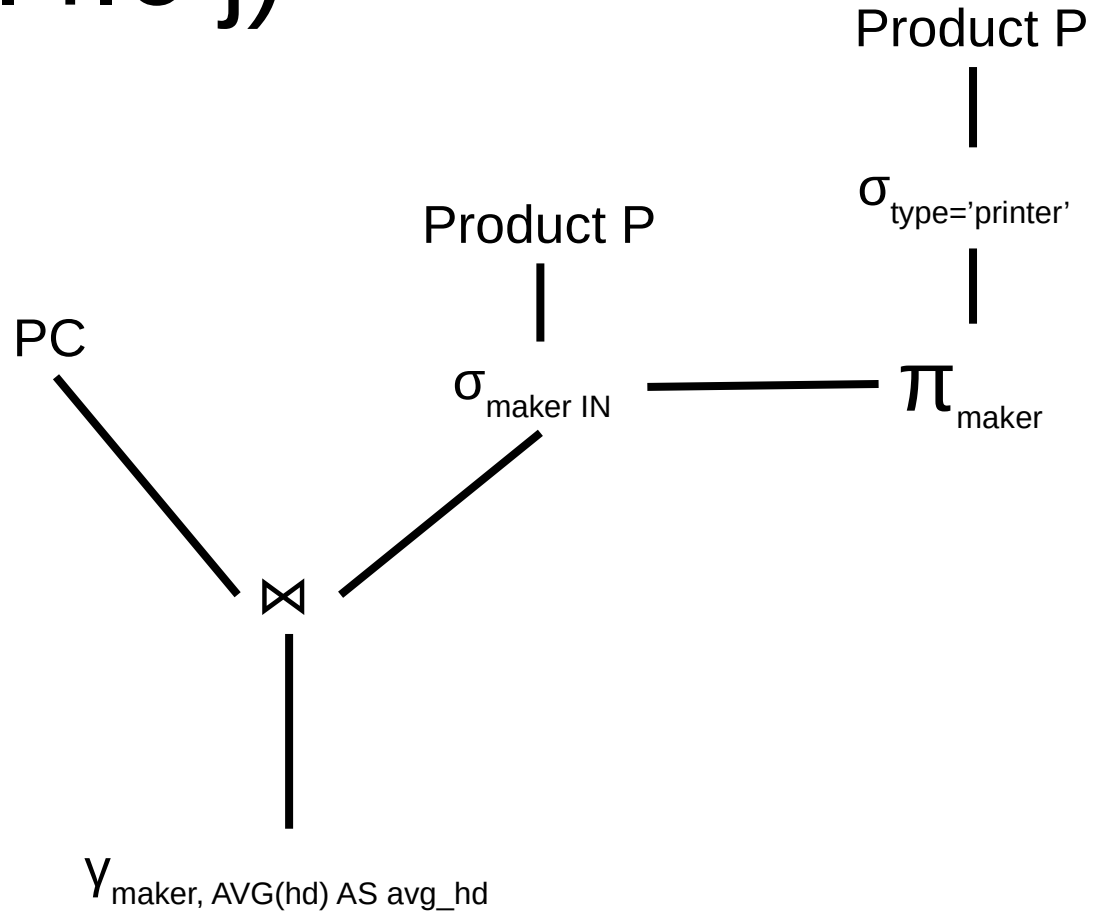 Product P
σtype=’printer’
Product P
PC
σmaker IN
πmaker
⋈
γmaker, AVG(hd) AS avg_hd